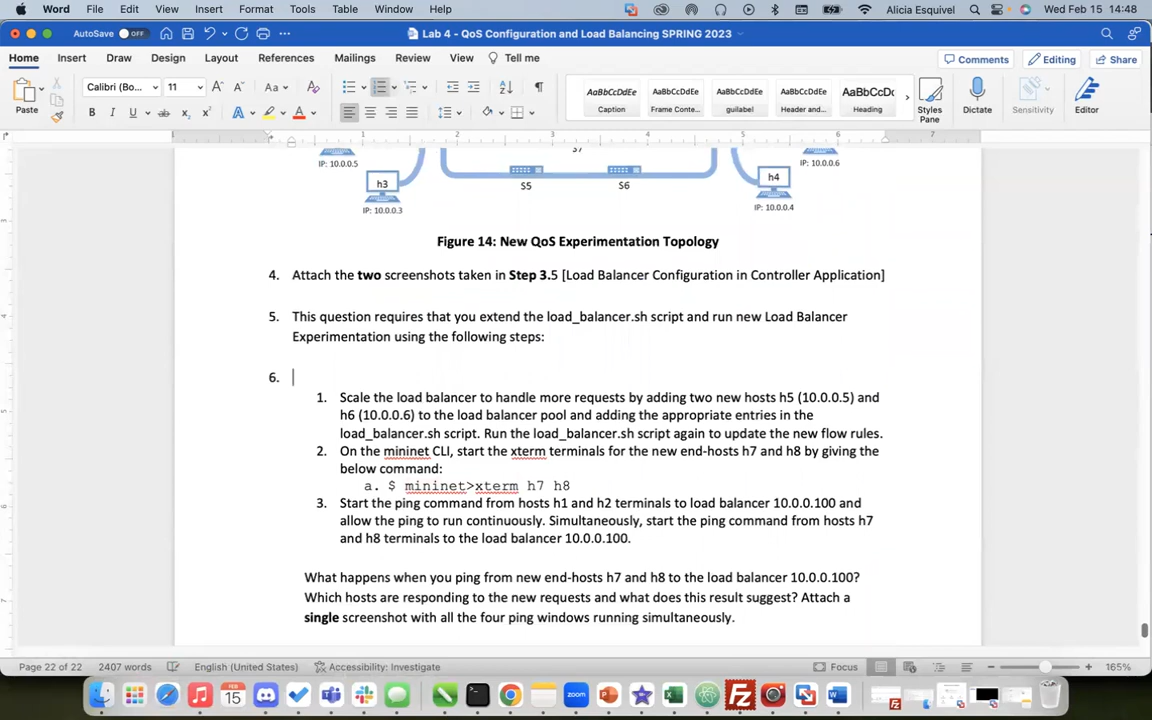 Word File Edit View Insert Format Tools Table Window Help Alicia Esquivel Wed Feb 15 14:48
AutoSave OFF Lab 4 - QoS Configuration and Load Balancing SPRING 2023
Home Insert Draw Design Layout References Mailings Review View Tell me Comments Editing Share
Paste Calibri (Bo... 11 Aa AaBbCcDc AaBbCcDdEe AaBbCcDdE AaBbCcDdEe AaBbCcDc
Caption Frame Conte... guilabel Header and... Heading Styles Pane Dictate Sensitivity Editor
1 1 2 3 4 5 6 7
IP: 10.0.0.5 S7 IP: 10.0.0.6
h3 S5 S6 h4
IP: 10.0.0.3 IP: 10.0.0.4
Figure 14: New QoS Experimentation Topology
4. Attach the two screenshots taken in Step 3.5 [Load Balancer Configuration in Controller Application]
5. This question requires that you extend the load_balancer.sh script and run new Load Balancer
Experimentation using the following steps:
6.
1. Scale the load balancer to handle more requests by adding two new hosts h5 (10.0.0.5) and
h6 (10.0.0.6) to the load balancer pool and adding the appropriate entries in the
load_balancer.sh script. Run the load_balancer.sh script again to update the new flow rules.
2. On the mininet CLI, start the xterm terminals for the new end-hosts h7 and h8 by giving the
below command:
a. $ mininet>xterm h7 h8
3. Start the ping command from hosts h1 and h2 terminals to load balancer 10.0.0.100 and
allow the ping to run continuously. Simultaneously, start the ping command from hosts h7
and h8 terminals to the load balancer 10.0.0.100.
What happens when you ping from new end-hosts h7 and h8 to the load balancer 10.0.0.100?
Which hosts are responding to the new requests and what does this result suggest? Attach a
single screenshot with all the four ping windows running simultaneously.
Page 22 of 22 2407 words English (United States) Accessibility: Investigate Focus 165%
FEB 15 zoom